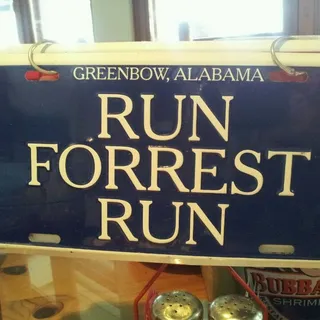 GREENBOW, ALABAMA
RUN
FORREST
RUN
BUBBA
SHRIMP